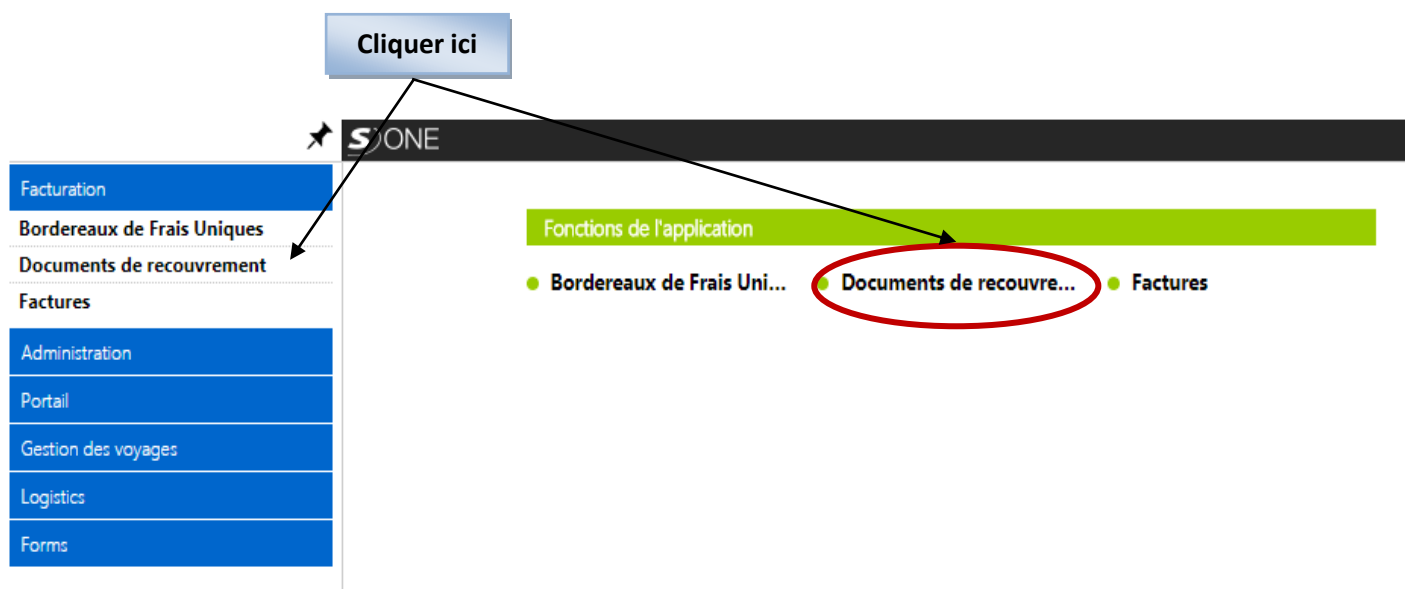 Cliquer ici
S)ONE
Facturation
Bordereaux de Frais Uniques
Documents de recouvrement
Factures
Administration
Portail
Gestion des voyages
Logistics
Forms
Fonctions de l'application
Bordereaux de Frais Uni...
Documents de recouvre...
Factures